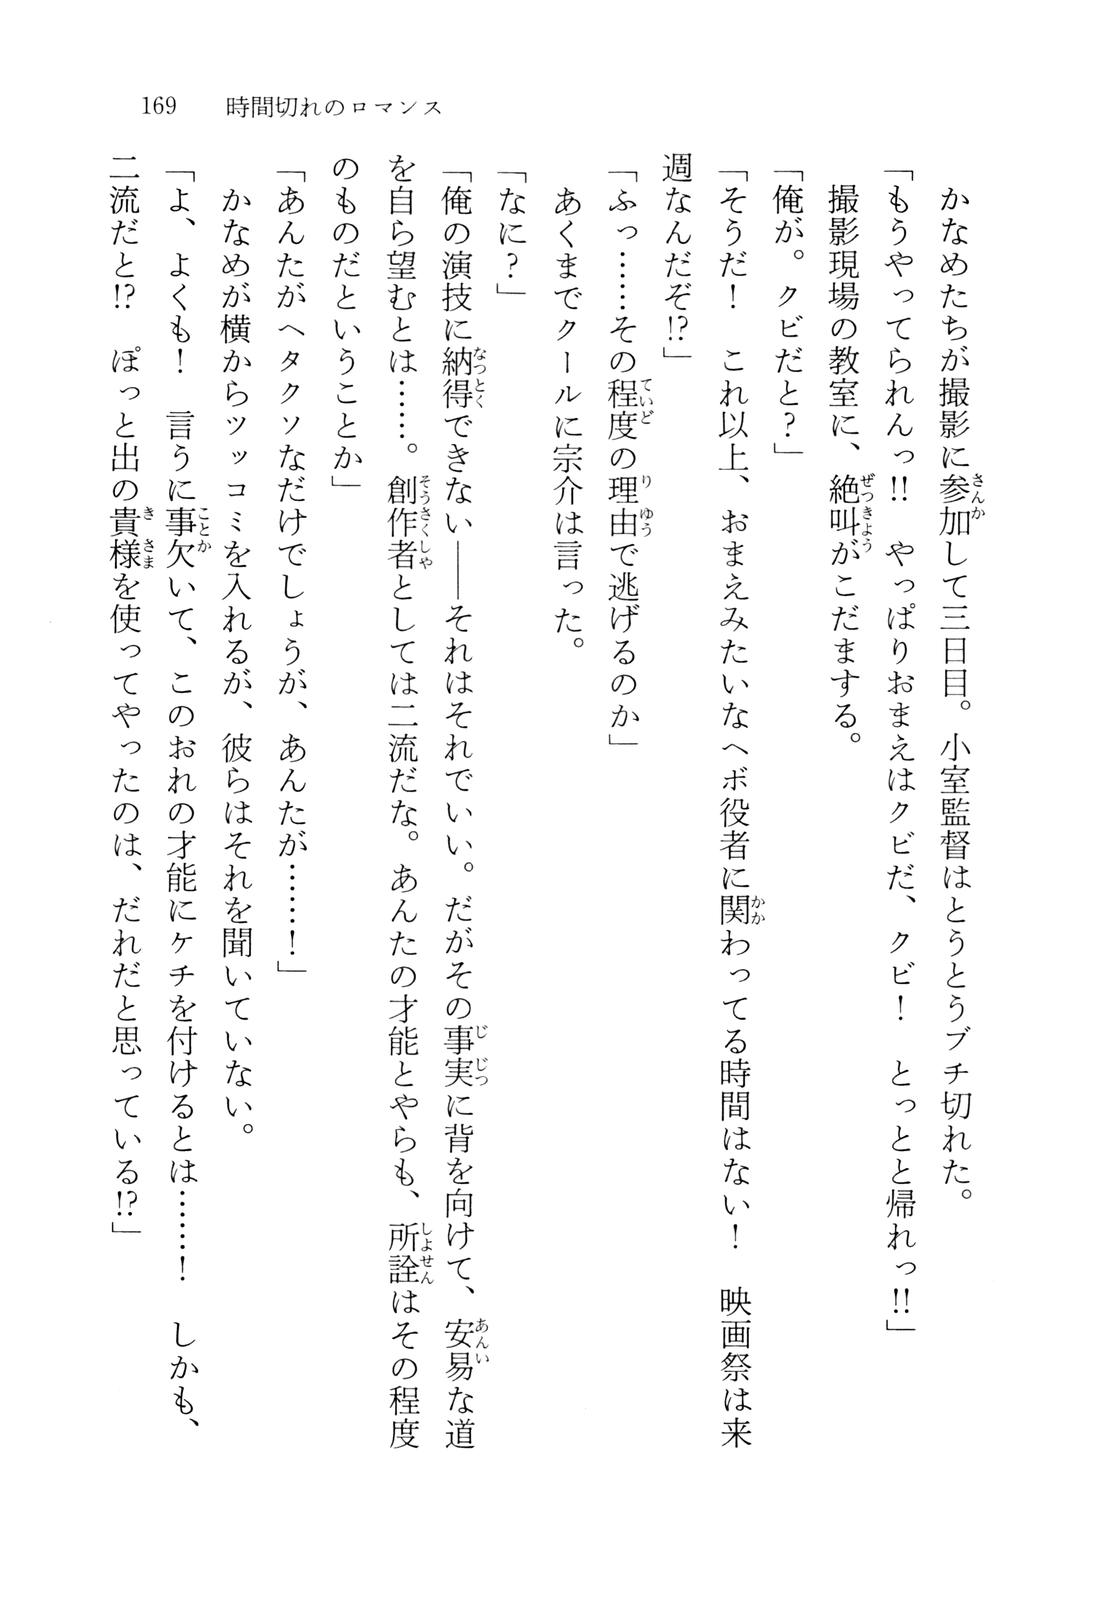 169　時間切れのロマンス
　かなめたちが撮影に参加して三日目。小室監督はとうとうブチ切れた。
「もうやってられんっ!!　やっぱりおまえはクビだ、クビ！　とっとと帰れっ!!」
　撮影現場の教室に、絶叫がこだまする。
「俺が。クビだと？」
「そうだ！　これ以上、おまえみたいなヘボ役者に関わってる時間はない！　映画祭は来
週なんだぞ!?」
「ふっ……その程度の理由で逃げるのか」
　あくまでクールに宗介は言った。
「なに？」
「俺の演技に納得できない――それはそれでいい。だがその事実に背を向けて、安易な道
を自ら望むとは……。創作者としては二流だな。あんたの才能とやらも、所詮はその程度
のものだということか」
「あんたがヘタクソなだけでしょうが、あんたが……！」
　かなめが横からツッコミを入れるが、彼らはそれを聞いていない。
「よ、よくも！　言うに事欠いて、このおれの才能にケチを付けるとは……！　しかも、
二流だと!?　ぽっと出の貴様を使ってやったのは、だれだと思っている!?」